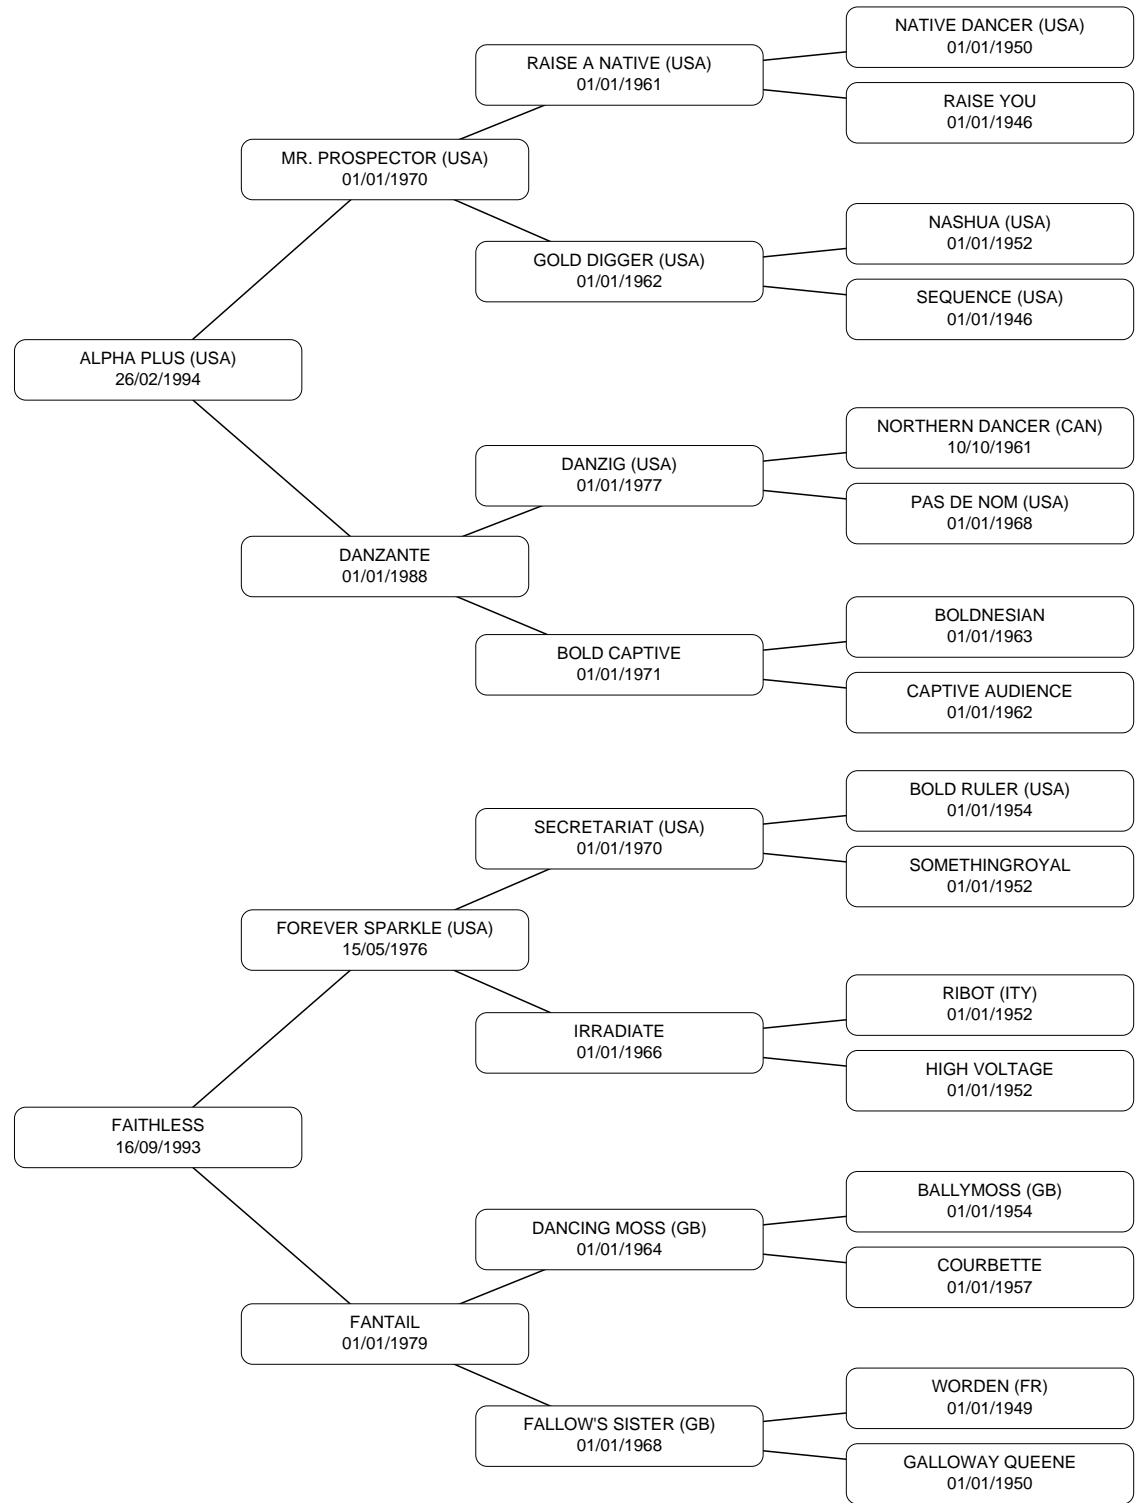 NATIVE DANCER (USA)
01/01/1950
RAISE A NATIVE (USA)
01/01/1961
RAISE YOU
01/01/1946
MR. PROSPECTOR (USA)
01/01/1970
NASHUA (USA)
01/01/1952
GOLD DIGGER (USA)
01/01/1962
SEQUENCE (USA)
01/01/1946
ALPHA PLUS (USA)
26/02/1994
NORTHERN DANCER (CAN)
10/10/1961
DANZIG (USA)
01/01/1977
PAS DE NOM (USA)
01/01/1968
DANZANTE
01/01/1988
BOLDNESIAN
01/01/1963
BOLD CAPTIVE
01/01/1971
CAPTIVE AUDIENCE
01/01/1962
BOLD RULER (USA)
01/01/1954
SECRETARIAT (USA)
01/01/1970
SOMETHINGROYAL
01/01/1952
FOREVER SPARKLE (USA)
15/05/1976
RIBOT (ITY)
01/01/1952
IRRADIATE
01/01/1966
HIGH VOLTAGE
01/01/1952
FAITHLESS
16/09/1993
BALLYMOSS (GB)
01/01/1954
DANCING MOSS (GB)
01/01/1964
COURBETTE
01/01/1957
FANTAIL
01/01/1979
WORDEN (FR)
01/01/1949
FALLOW'S SISTER (GB)
01/01/1968
GALLOWAY QUEENE
01/01/1950